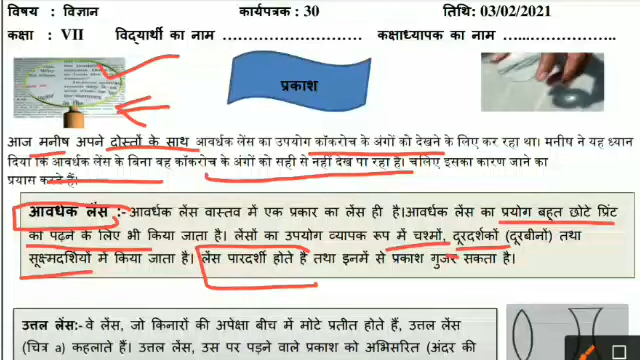 विषय : विज्ञान कार्यपत्रक : 30 तिथि: 03/02/2021
कक्षा : VII विद्यार्थी का नाम ………………………………… कक्षाध्यापक का नाम ……………………
प्रकाश
आज मनीष अपने दोस्तों के साथ आवर्धक लेंस का उपयोग कॉकरोच के अंगों को देखने के लिए कर रहा था। मनीष ने यह ध्यान
दिया कि आवर्धक लेंस के बिना वह कॉकरोच के अंगों को सही से नहीं देख पा रहा है। चलिए इसका कारण जाने का
प्रयास करते हैं।
आवर्धक लेंस :- आवर्धक लेंस वास्तव में एक प्रकार का लेंस ही है।आवर्धक लेंस का प्रयोग बहुत छोटे प्रिंट
को पढ़ने के लिए भी किया जाता है। लेंसों का उपयोग व्यापक रूप में चश्मों, दूरदर्शकों (दूरबीनों) तथा
सूक्ष्मदर्शियों में किया जाता है। लेंस पारदर्शी होते है तथा इनमें से प्रकाश गुजर सकता है।
उत्तल लेंस:- वे लेंस, जो किनारों की अपेक्षा बीच में मोटे प्रतीत होते हैं, उत्तल लेंस
(चित्र a) कहलाते हैं। उत्तल लेंस, उस पर पड़ने वाले प्रकाश को अभिसरित (अंदर की